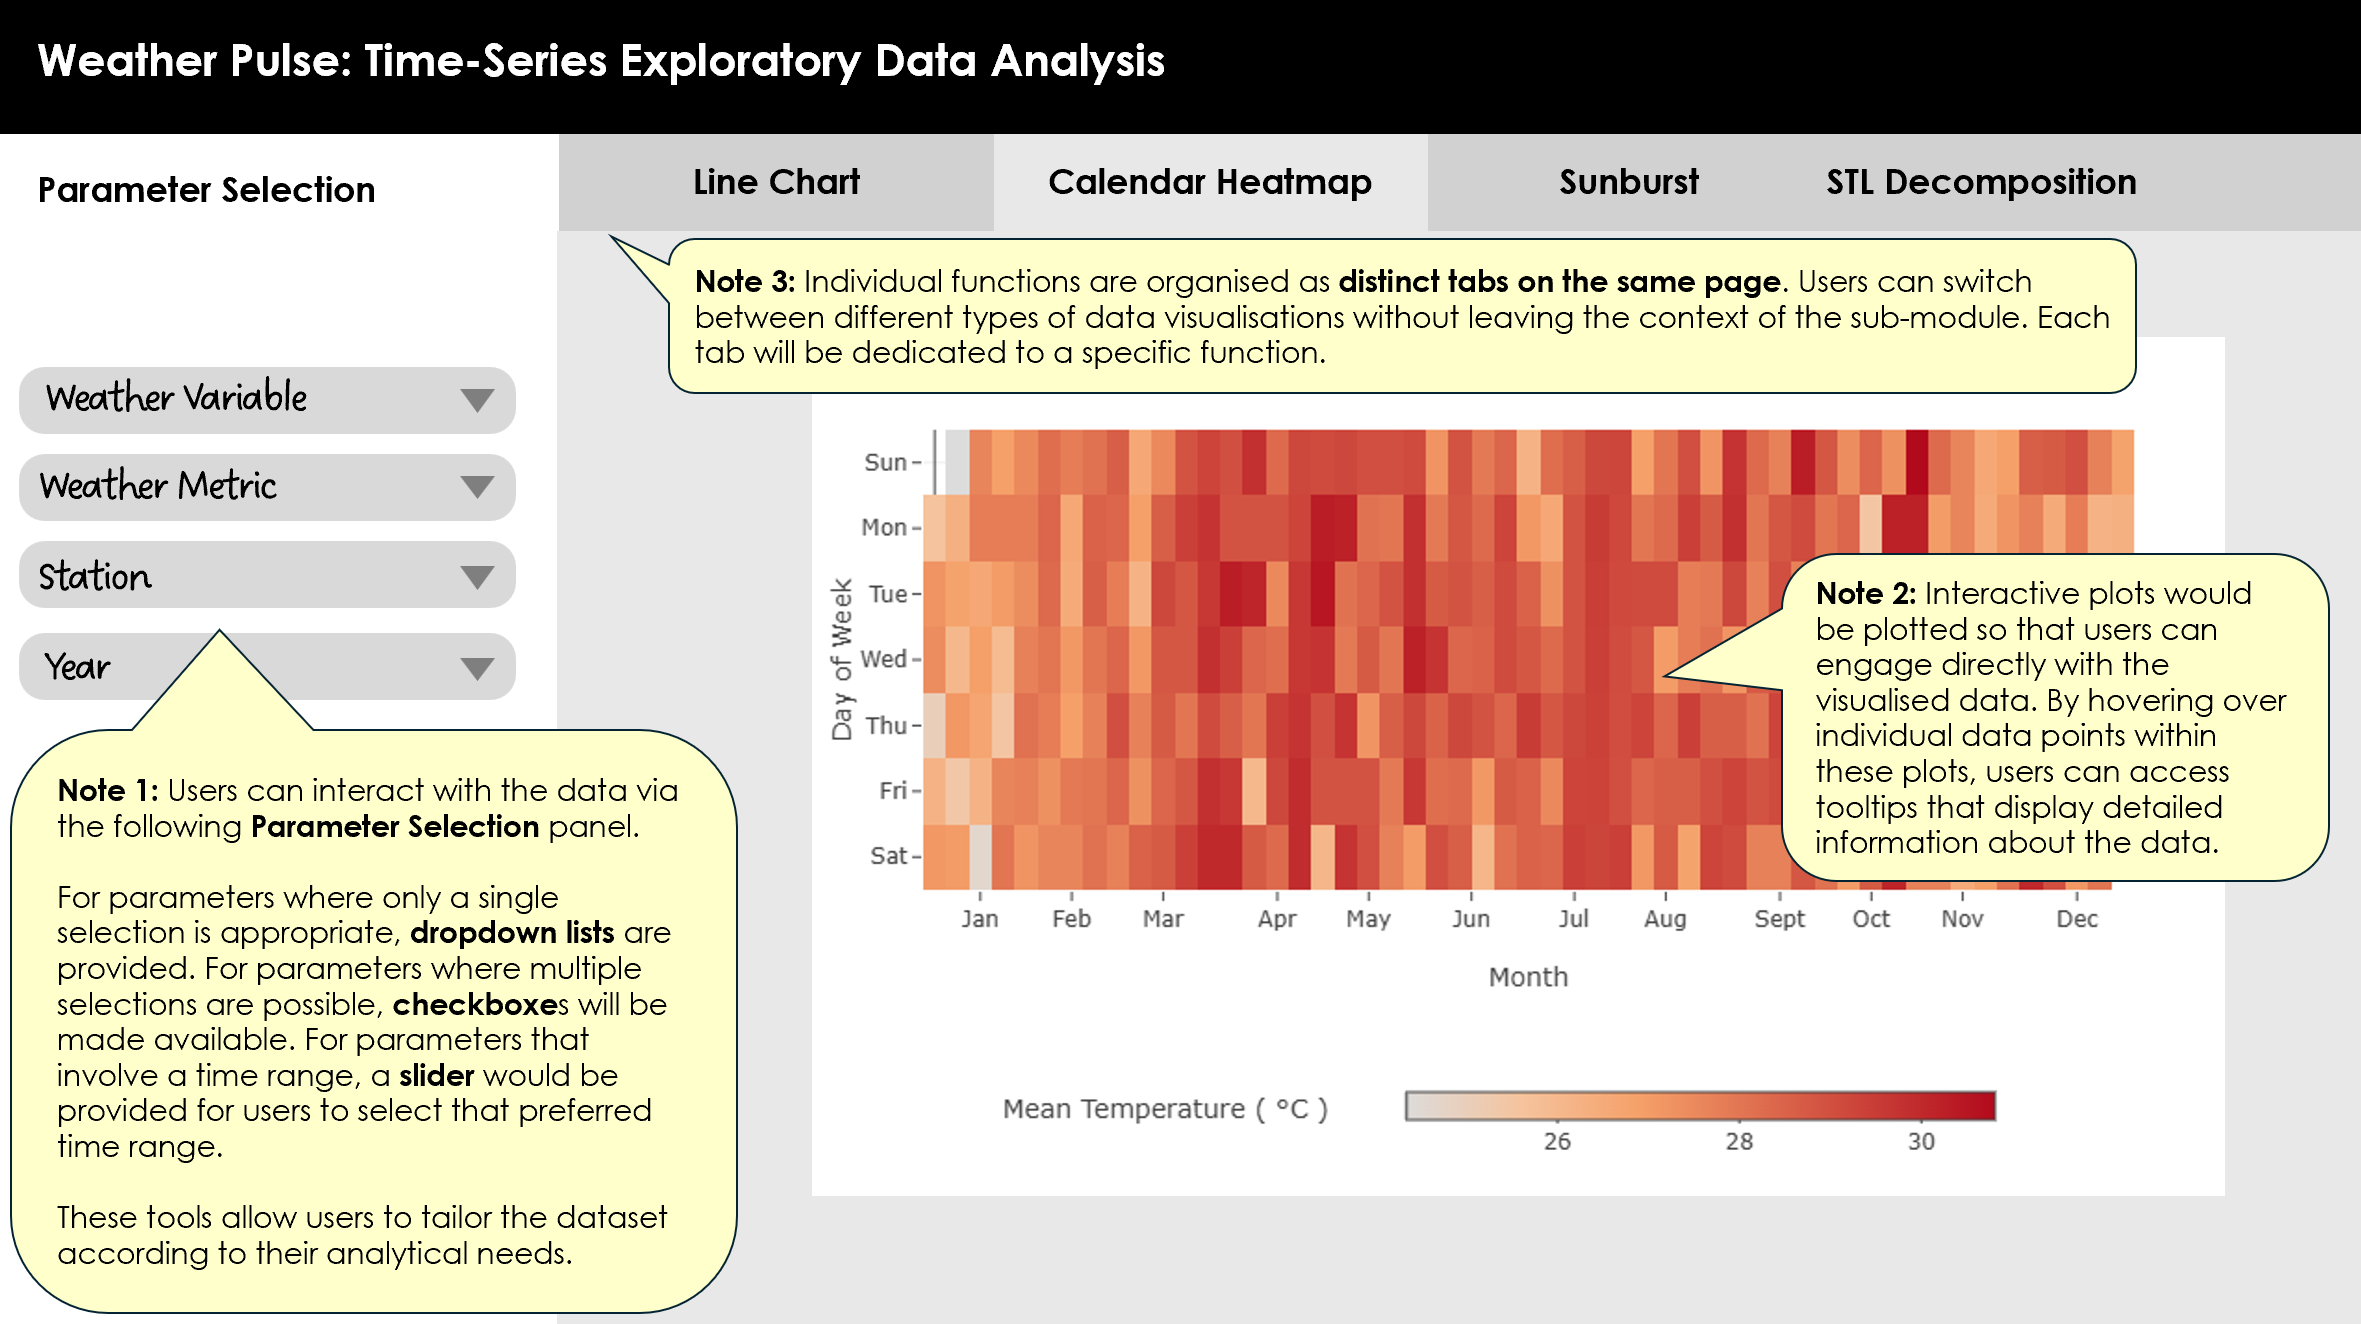 Weather Pulse: Time-Series Exploratory Data Analysis
Parameter Selection
Line Chart
Calendar Heatmap
Sunburst
STL Decomposition
Note 3: Individual functions are organised as distinct tabs on the same page. Users can switch
between different types of data visualisations without leaving the context of the sub-module. Each
tab will be dedicated to a specific function.
Weather Variable
Weather Metric
Station
Year
Note 1: Users can interact with the data via
the following Parameter Selection panel.
For parameters where only a single
selection is appropriate, dropdown lists are
provided. For parameters where multiple
selections are possible, checkboxes will be
made available. For parameters that
involve a time range, a slider would be
provided for users to select that preferred
time range.
These tools allow users to tailor the dataset
according to their analytical needs.
Day of Week
Sun
Mon
Tue
Wed
Thu
Fri
Sat
Note 2: Interactive plots would
be plotted so that users can
engage directly with the
visualised data. By hovering over
individual data points within
these plots, users can access
tooltips that display detailed
information about the data.
Jan Feb Mar Apr May Jun Jul Aug Sept Oct Nov Dec
Month
Mean Temperature ( °C )
26 28 30